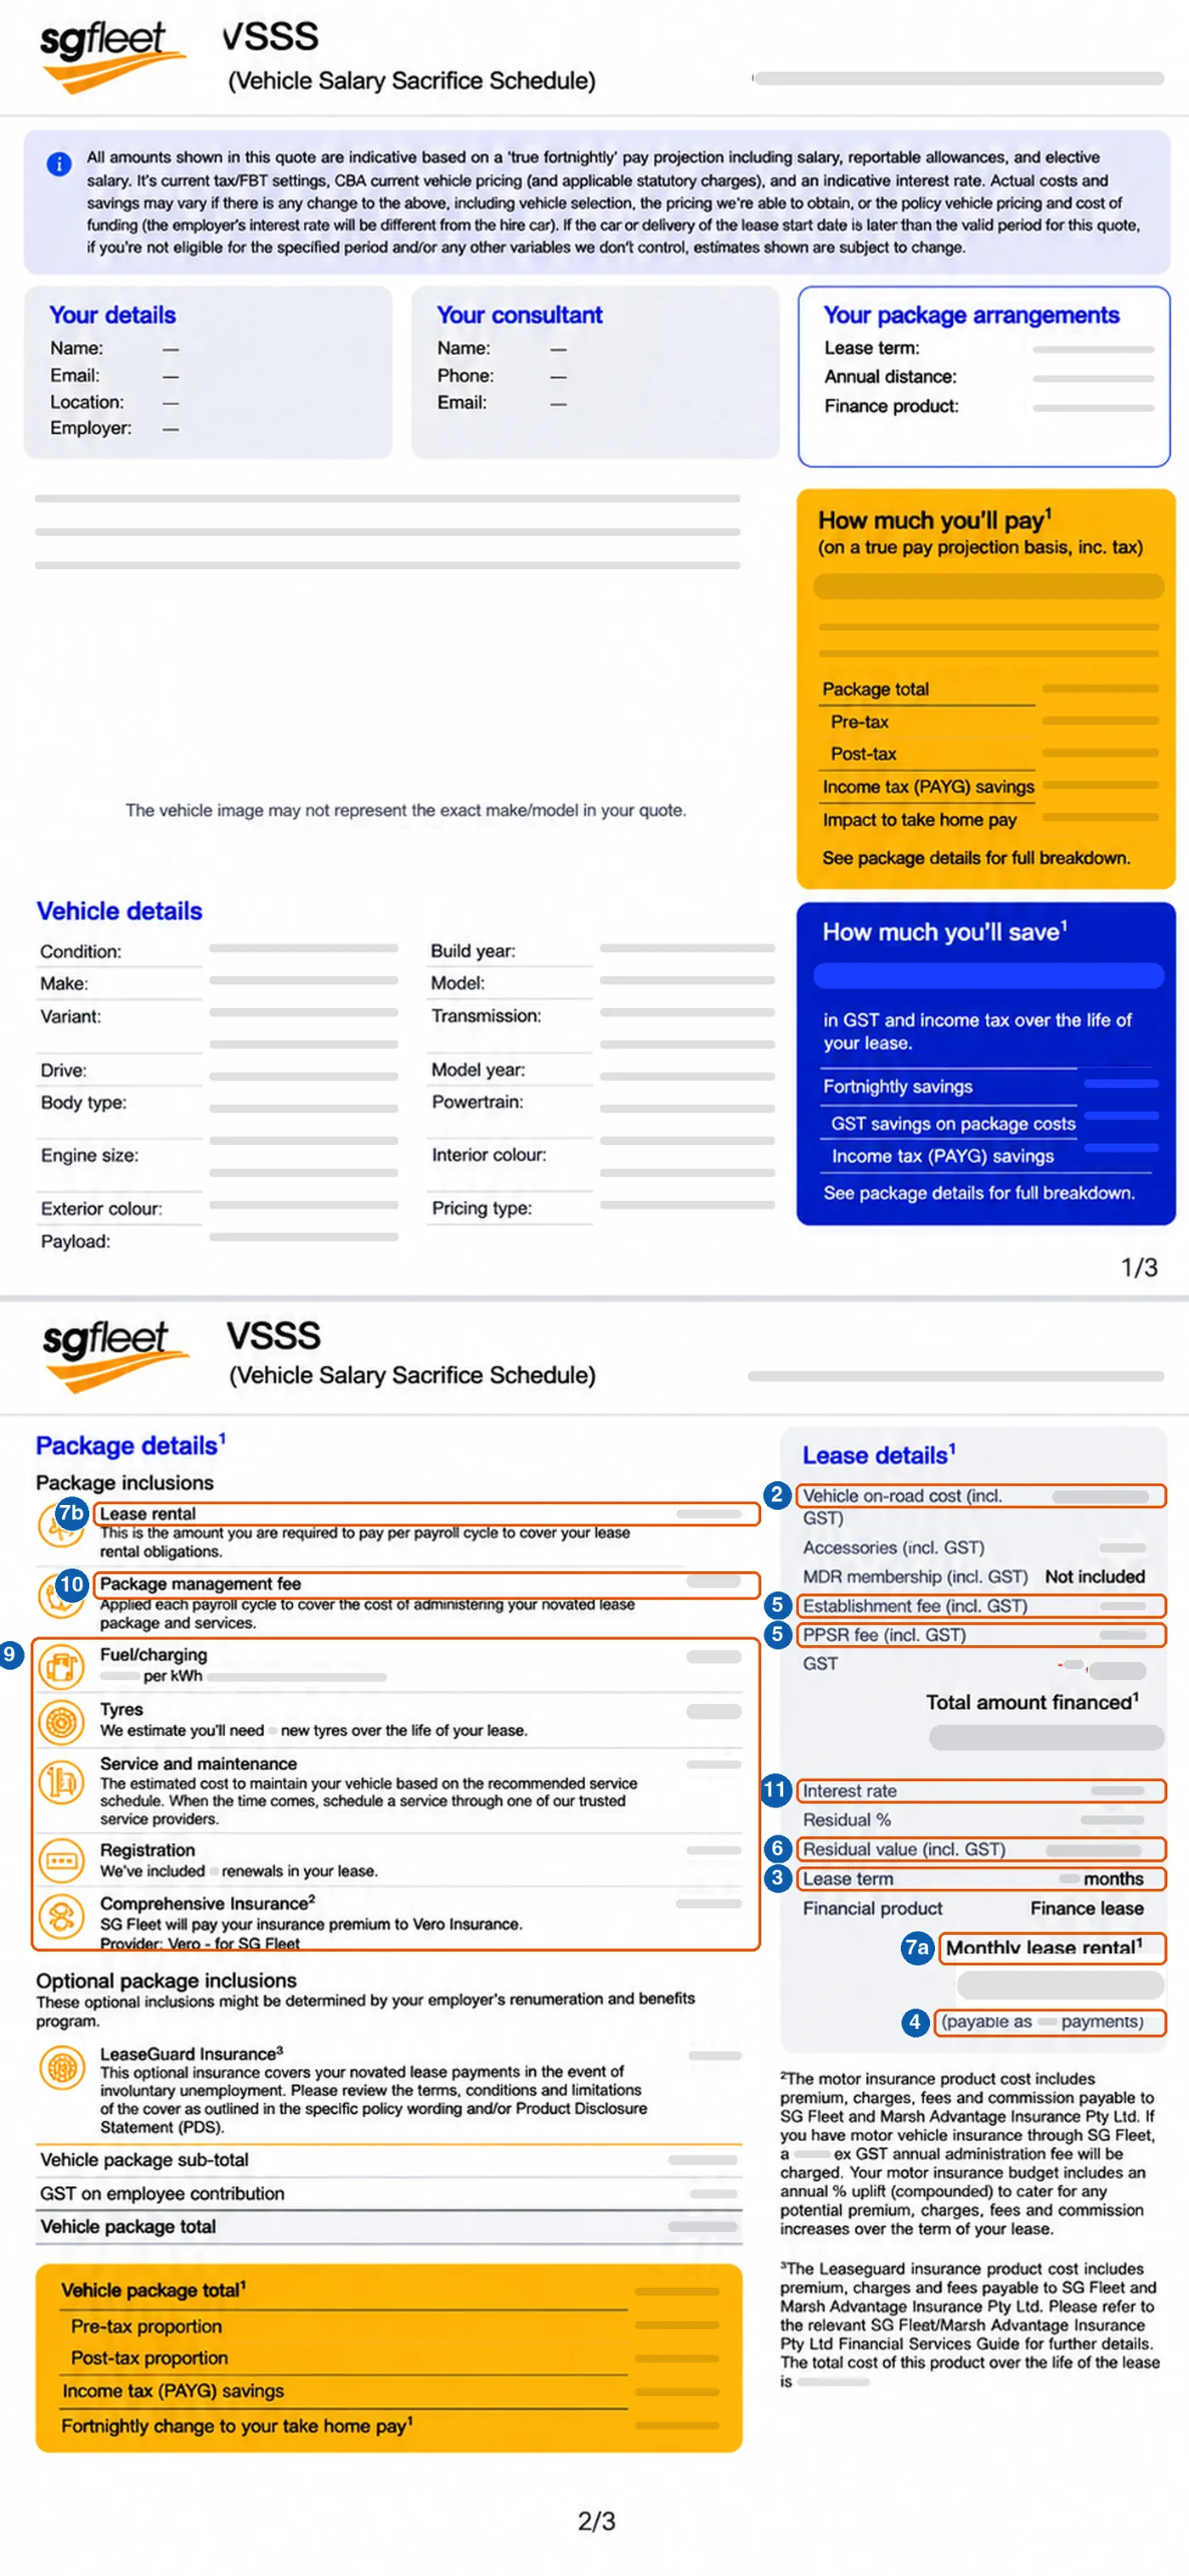 sgfleet
VSSS
(Vehicle Salary Sacrifice Schedule)
All amounts shown in this quote are indicative based on a 'true fortnightly' pay projection including salary, reportable allowances, and elective
salary. It's current tax/FBT settings, CBA current vehicle pricing (and applicable statutory charges), and an indicative interest rate. Actual costs and
savings may vary if there is any change to the above, including vehicle selection, the pricing we're able to obtain, or the policy vehicle pricing and cost of
funding (the employer's interest rate will be different from the hire car). If the car or delivery of the lease start date is later than the valid period for this quote,
if you're not eligible for the specified period and/or any other variables we don't control, estimates shown are subject to change.
Your details
Name: —
Email: —
Location: —
Employer: —
Your consultant
Name: —
Phone: —
Email: —
Your package arrangements
Lease term:
Annual distance:
Finance product:
How much you'll pay¹
(on a true pay projection basis, inc. tax)
Package total
Pre-tax
Post-tax
Income tax (PAYG) savings
Impact to take home pay
See package details for full breakdown.
The vehicle image may not represent the exact make/model in your quote.
Vehicle details
Condition:
Make:
Variant:
Drive:
Body type:
Engine size:
Exterior colour:
Payload:
Build year:
Model:
Transmission:
Model year:
Powertrain:
Interior colour:
Pricing type:
How much you'll save¹
in GST and income tax over the life of
your lease.
Fortnightly savings
GST savings on package costs
Income tax (PAYG) savings
See package details for full breakdown.
1/3
sgfleet
VSSS
(Vehicle Salary Sacrifice Schedule)
Package details¹
Package inclusions
7b Lease rental
This is the amount you are required to pay per payroll cycle to cover your lease
rental obligations.
10 Package management fee
Applied each payroll cycle to cover the cost of administering your novated lease
package and services.
9
Fuel/charging
per kWh
Tyres
We estimate you'll need new tyres over the life of your lease.
Service and maintenance
The estimated cost to maintain your vehicle based on the recommended service
schedule. When the time comes, schedule a service through one of our trusted
service providers.
Registration
We've included renewals in your lease.
Comprehensive Insurance²
SG Fleet will pay your insurance premium to Vero Insurance.
Provider: Vero - for SG Fleet
Optional package inclusions
These optional inclusions might be determined by your employer's renumeration and benefits
program.
LeaseGuard Insurance³
This optional insurance covers your novated lease payments in the event of
involuntary unemployment. Please review the terms, conditions and limitations
of the cover as outlined in the specific policy wording and/or Product Disclosure
Statement (PDS).
Vehicle package sub-total
GST on employee contribution
Vehicle package total
Vehicle package total¹
Pre-tax proportion
Post-tax proportion
Income tax (PAYG) savings
Fortnightly change to your take home pay¹
Lease details¹
2 Vehicle on-road cost (incl.
GST)
Accessories (incl. GST)
MDR membership (incl. GST) Not included
5 Establishment fee (incl. GST)
5 PPSR fee (incl. GST)
GST
Total amount financed¹
11 Interest rate
Residual %
6 Residual value (incl. GST)
3 Lease term months
Financial product Finance lease
7a Monthly lease rental¹
4 (payable as payments)
²The motor insurance product cost includes
premium, charges, fees and commission payable to
SG Fleet and Marsh Advantage Insurance Pty Ltd. If
you have motor vehicle insurance through SG Fleet,
a ex GST annual administration fee will be
charged. Your motor insurance budget includes an
annual % uplift (compounded) to cater for any
potential premium, charges, fees and commission
increases over the term of your lease.
³The Leaseguard insurance product cost includes
premium, charges and fees payable to SG Fleet and
Marsh Advantage Insurance Pty Ltd. Please refer to
the relevant SG Fleet/Marsh Advantage Insurance
Pty Ltd Financial Services Guide for further details.
The total cost of this product over the life of the lease
is
2/3